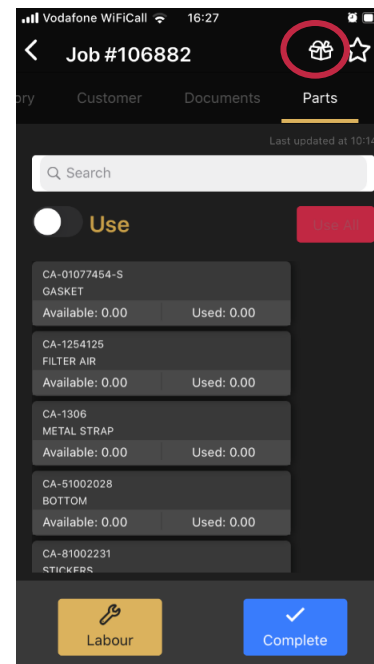 Vodafone WiFiCall 16:27
Job #106882
ory Customer Documents Parts
Last updated at 10:14
Search
Use
Use All
CA-01077454-S
GASKET
Available: 0.00 Used: 0.00
CA-1254125
FILTER AIR
Available: 0.00 Used: 0.00
CA-1306
METAL STRAP
Available: 0.00 Used: 0.00
CA-51002028
BOTTOM
Available: 0.00 Used: 0.00
CA-81002231
STICKERS
Labour Complete